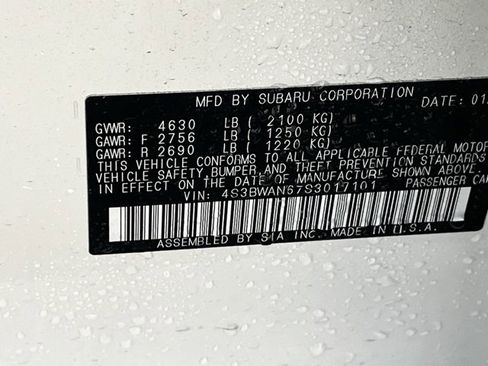 MFD BY SUBARU CORPORATION DATE: 01
GVWR: 4630 LB ( 2100 KG)
GAWR: F 2756 LB ( 1250 KG)
GAWR: R 2690 LB ( 1220 KG)
THIS VEHICLE CONFORMS TO ALL APPLICABLE FEDERAL MOTOR
VEHICLE SAFETY, BUMPER, AND THEFT PREVENTION STANDARDS
IN EFFECT ON THE DATE OF MANUFACTURE SHOWN ABOVE.
VIN: 4S3BWAN67S3017101 PASSENGER CAR
ASSEMBLED BY SIA INC. MADE IN U.S.A.